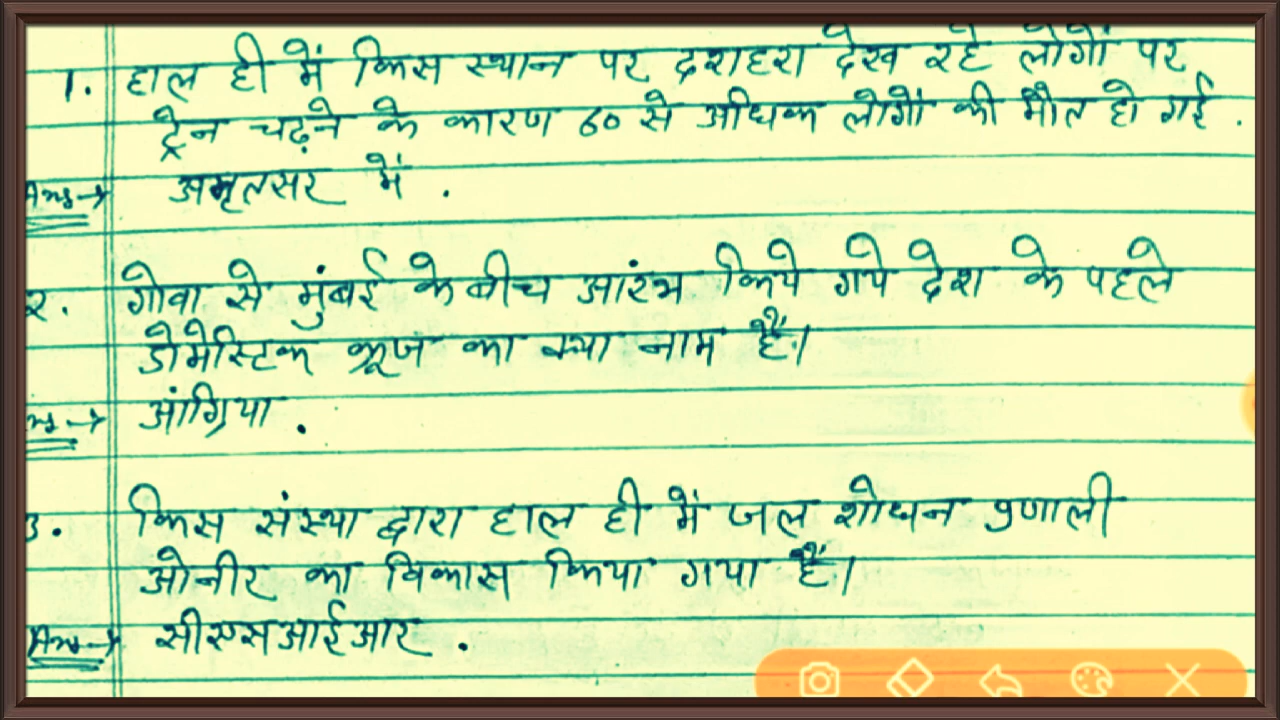 1. हाल ही में किस स्थान पर दशहरा देख रहे लोगों पर
ट्रेन चढ़ने के कारण 60 से अधिक लोगों की मौत हो गई .
Ans→ अमृतसर में .
2. गोवा से मुंबई के बीच आरंभ किये गये देश के पहले
डोमेस्टिक क्रूज का क्या नाम हैं।
Ans→ आंग्रिया .
3. किस संस्था द्वारा हाल ही में जल शोधन प्रणाली
ओनीर का विकास किया गया हैं।
Ans→ सीएसआईआर .